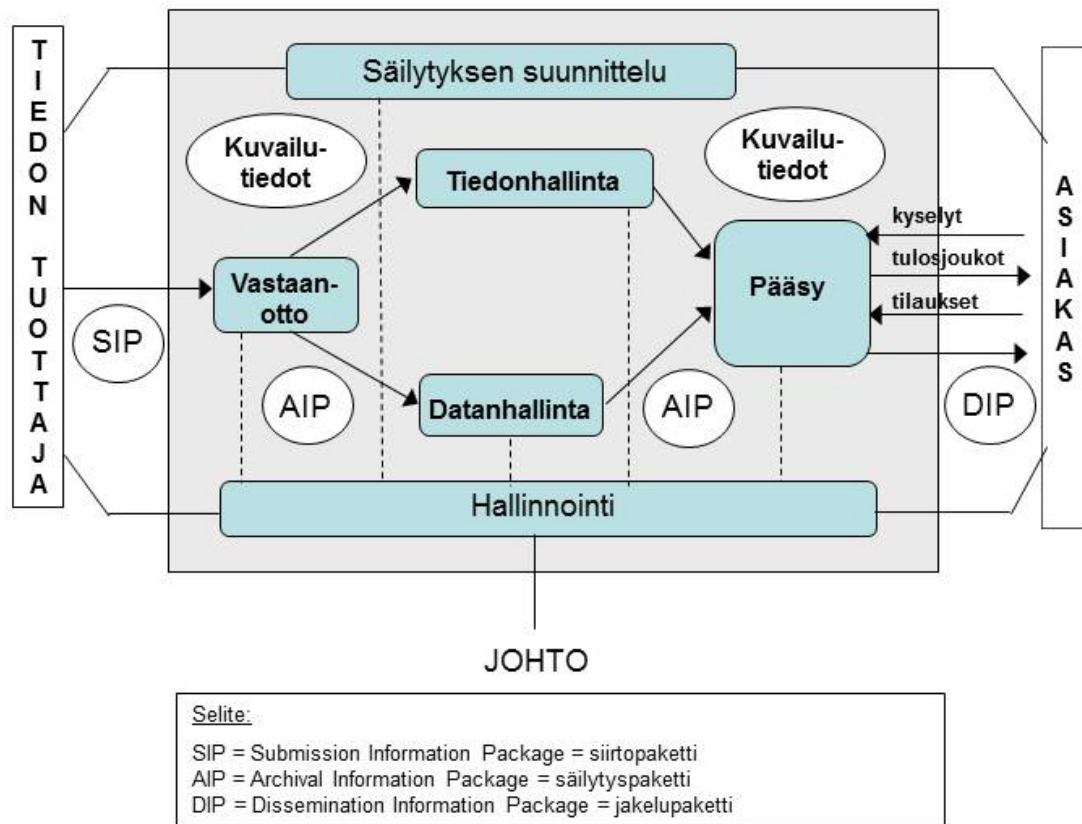 TIEDON TUOTTAJA
Säilytyksen suunnittelu
Kuvailu-
tiedot
Kuvailu-
tiedot
Tiedonhallinta
ASIAKAS
kyselyt
Vastaan-
otto
Pääsy
tulosjoukot
tilaukset
SIP
AIP
Datanhallinta
AIP
DIP
Hallinnointi
JOHTO
Selite:
SIP = Submission Information Package = siirtopaketti
AIP = Archival Information Package = säilytyspaketti
DIP = Dissemination Information Package = jakelupaketti